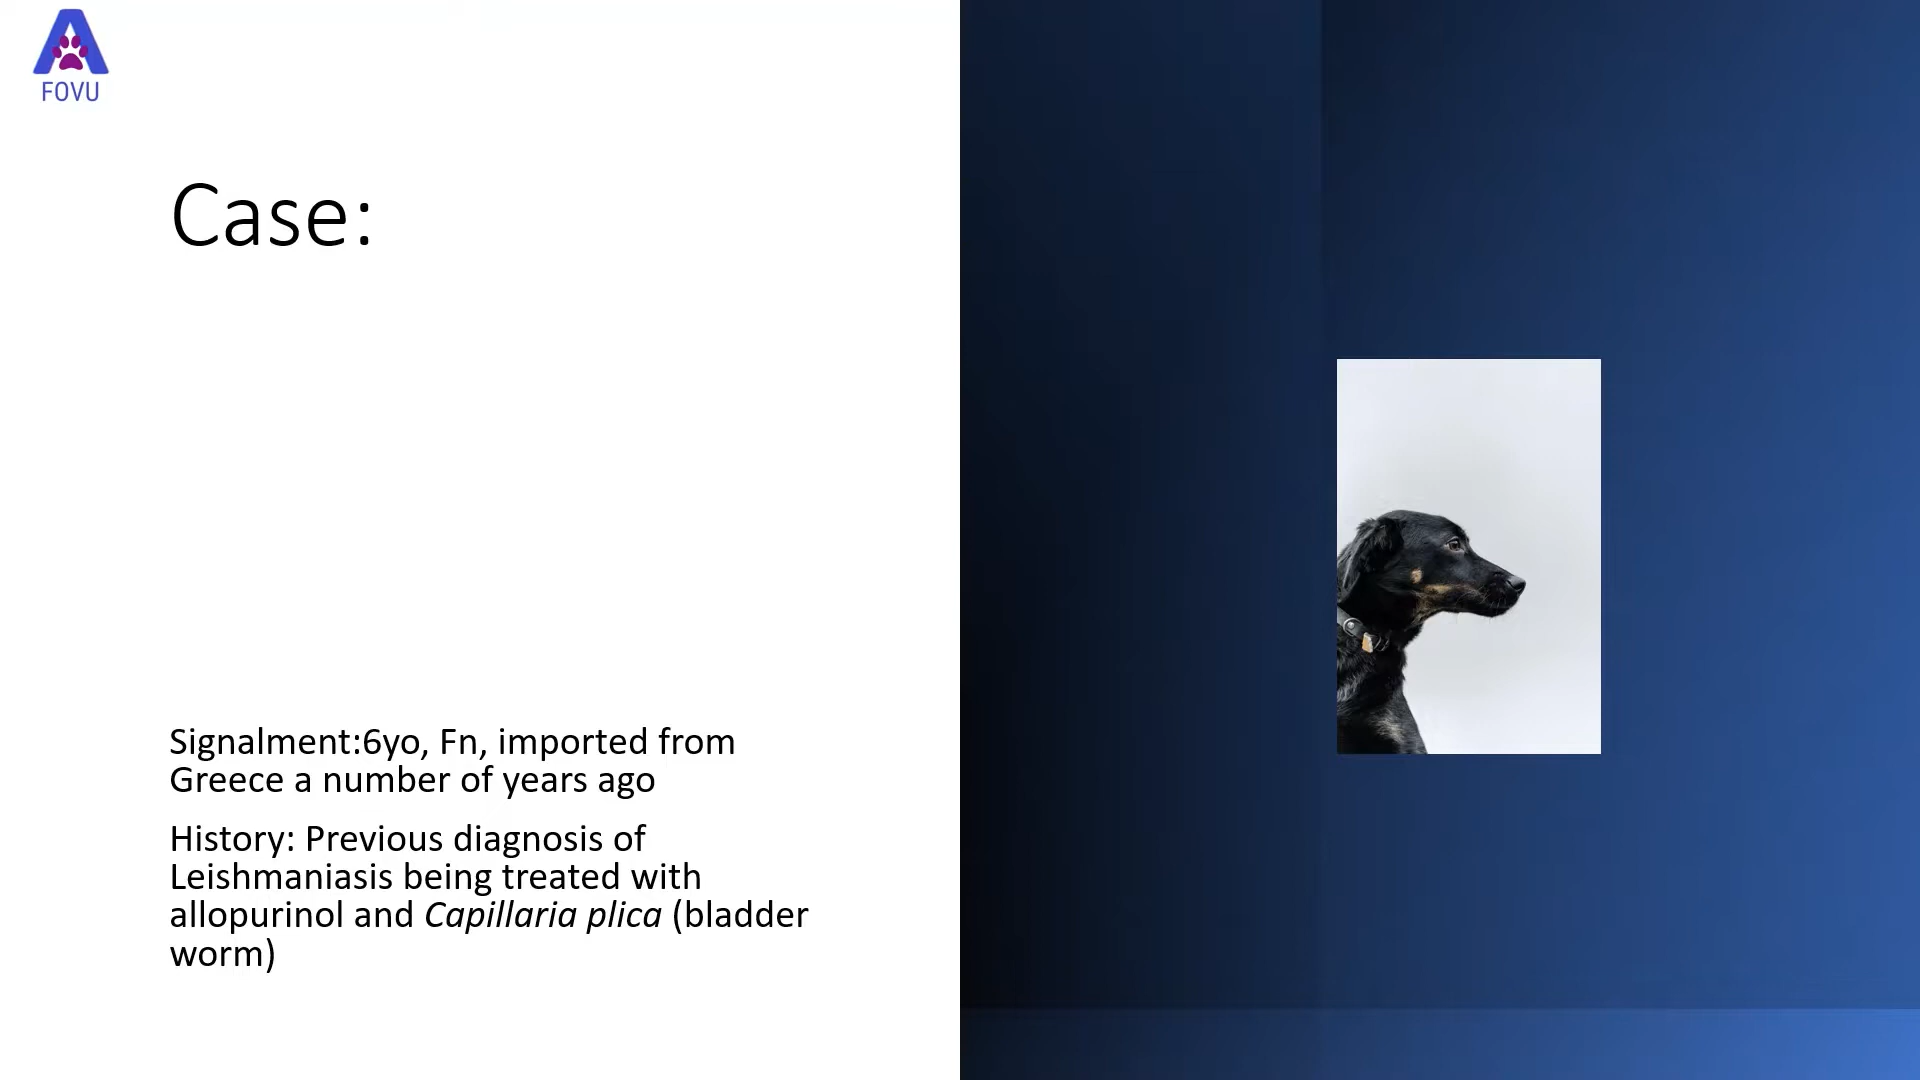 A
FOVU
Case:
Signalment:6yo, Fn, imported from
Greece a number of years ago
History: Previous diagnosis of
Leishmaniasis being treated with
allopurinol and Capillaria plica (bladder
worm)